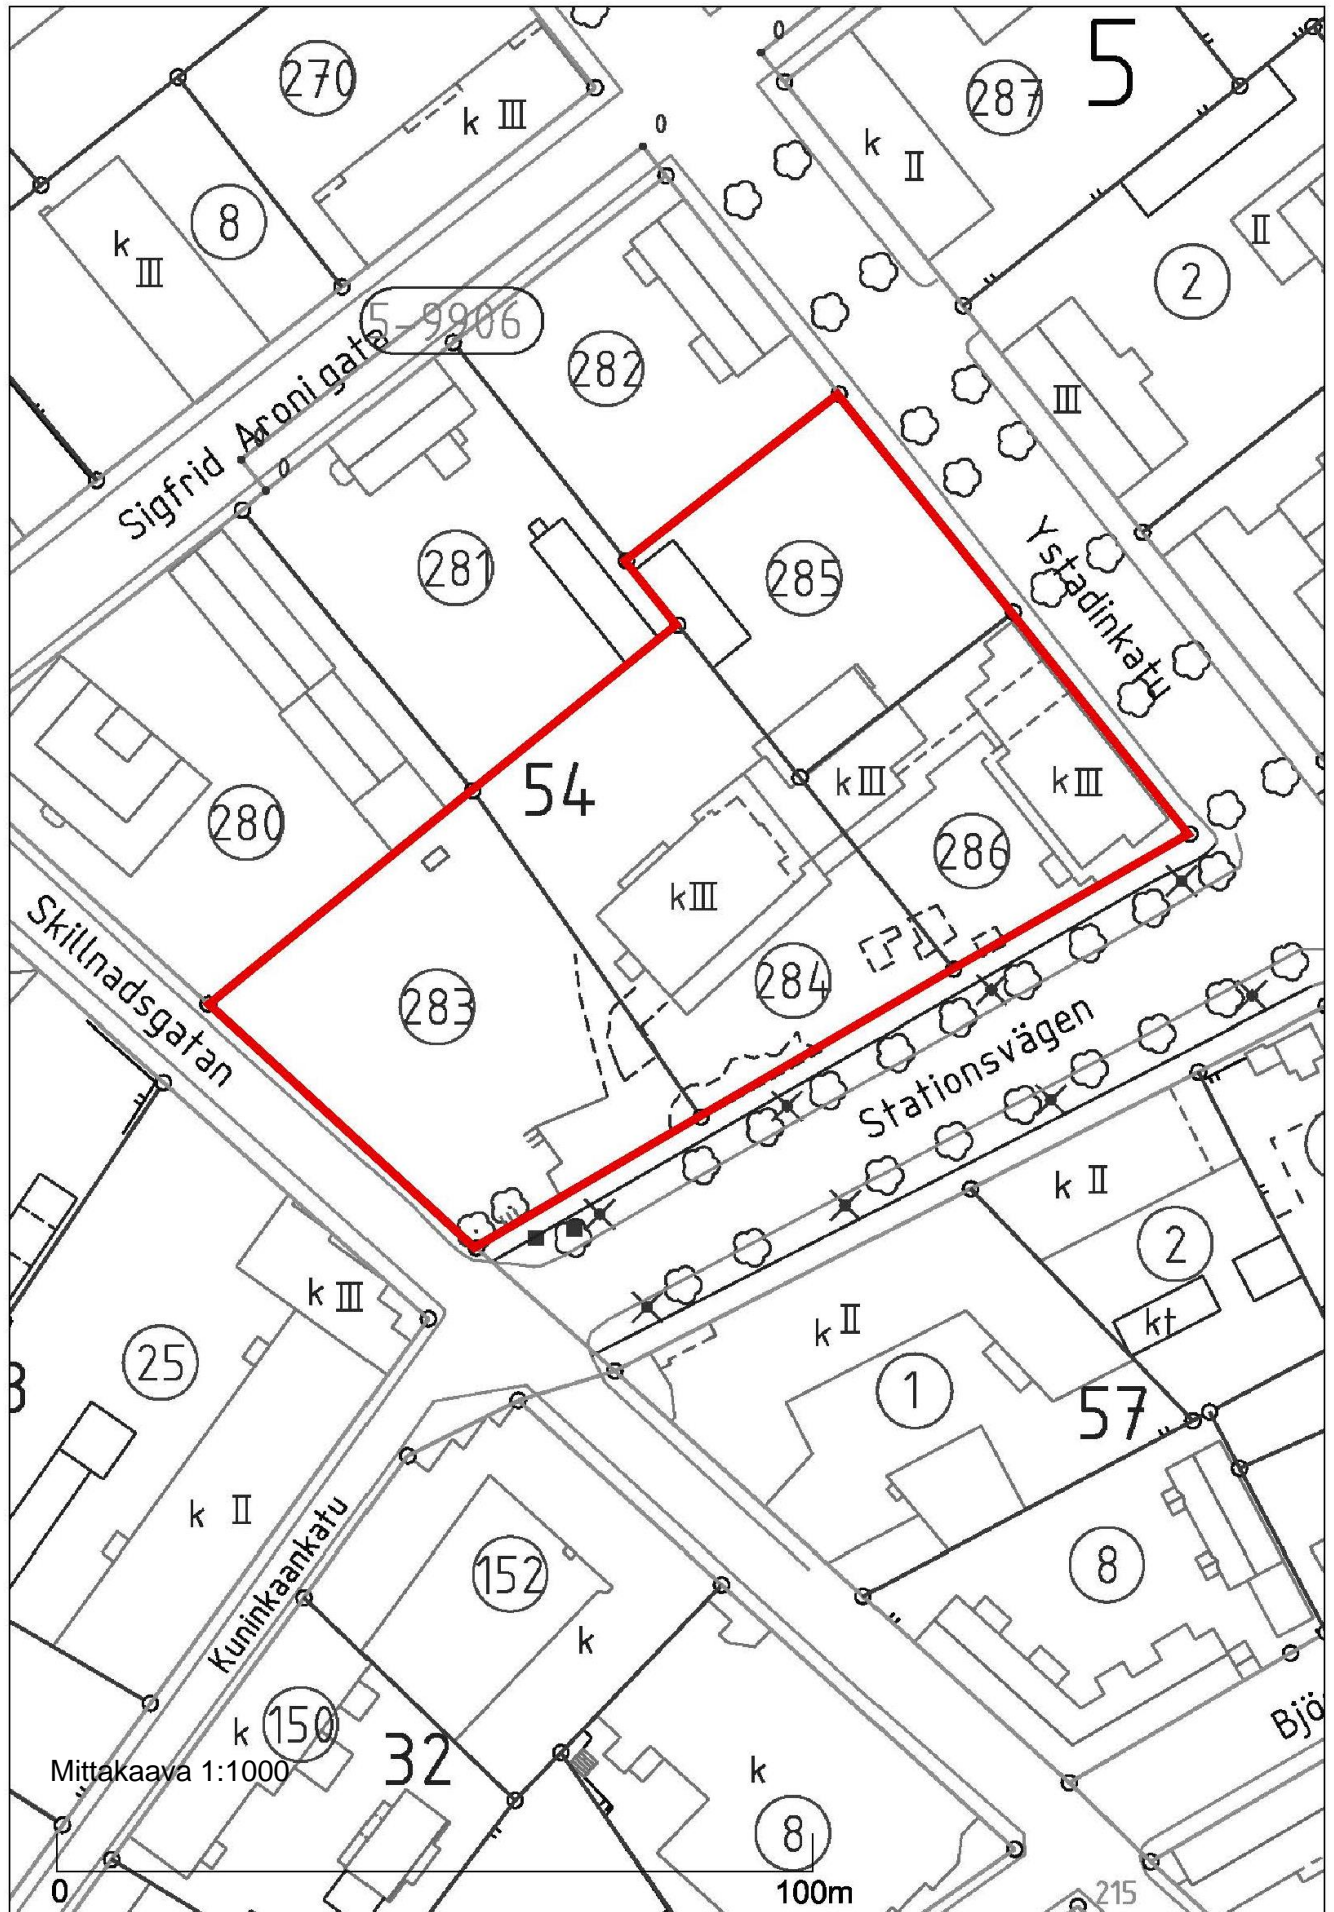 0
5
270
287
k III
k II
8
k III
II
2
5-9906
282
III
Sigfrid Aroni gata
0
0
281
285
Ystadinkatu
54
k III
k III
280
286
k III
Skillnadsgatan
284
283
Stationsvägen
k II
2
k III
k II
kt
25
1
57
k II
Kuninkaankatu
152
8
k
150
k
32
Mittakaava 1:1000
k
8
0
100m
215